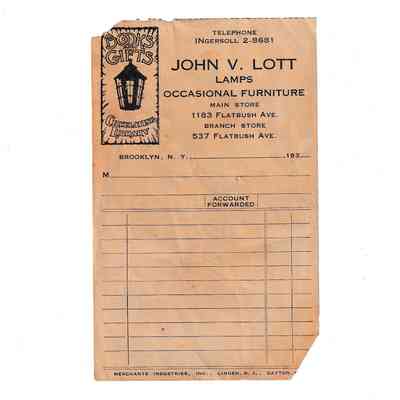 BOOKS
& GIFTS
CIRCULATING
LIBRARY
TELEPHONE
INGERSOLL 2-8681
JOHN V. LOTT
LAMPS
OCCASIONAL FURNITURE
MAIN STORE
1183 FLATBUSH AVE.
BRANCH STORE
537 FLATBUSH AVE.
BROOKLYN, N. Y. 193
M
ACCOUNT
FORWARDED
MERCHANTS INDUSTRIES, INC., LINDEN, N. J., DAYTON,